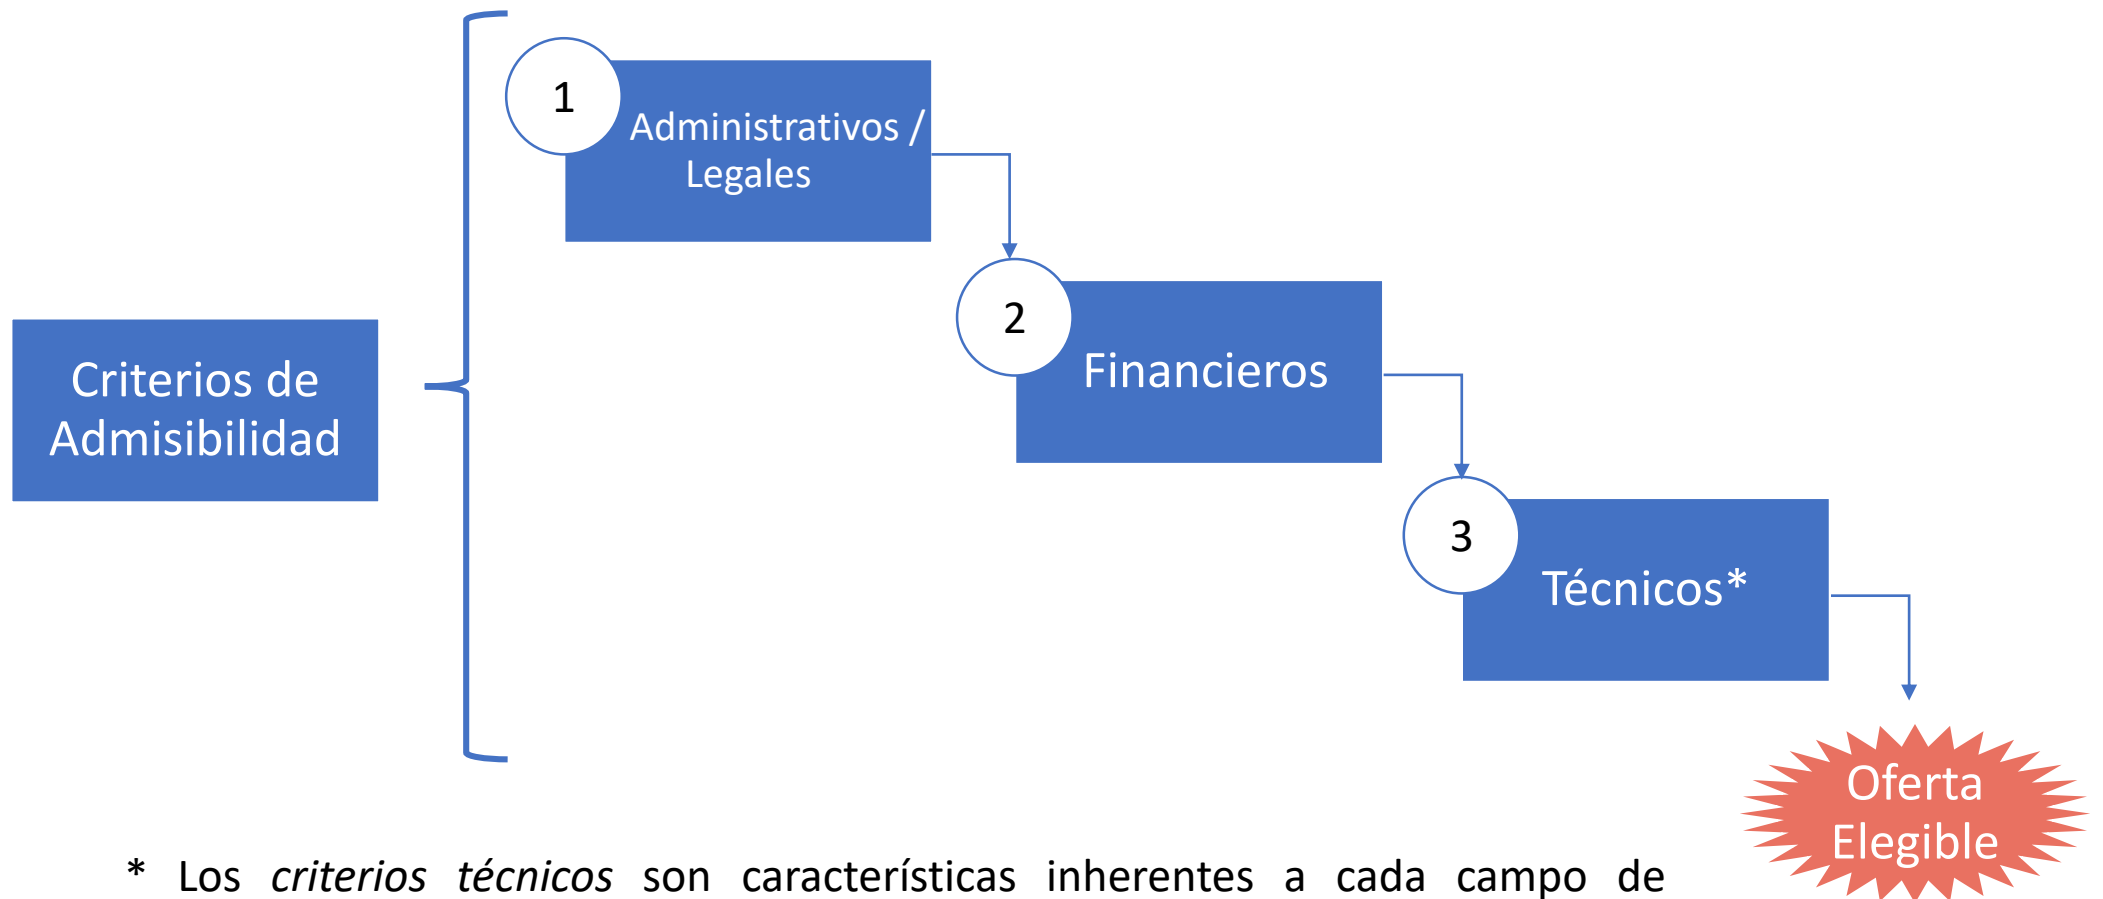 1
Administrativos /
Legales
2
Criterios de
Admisibilidad
Financieros
3
Técnicos*
Oferta
Elegible
* Los criterios técnicos son características inherentes a cada campo de